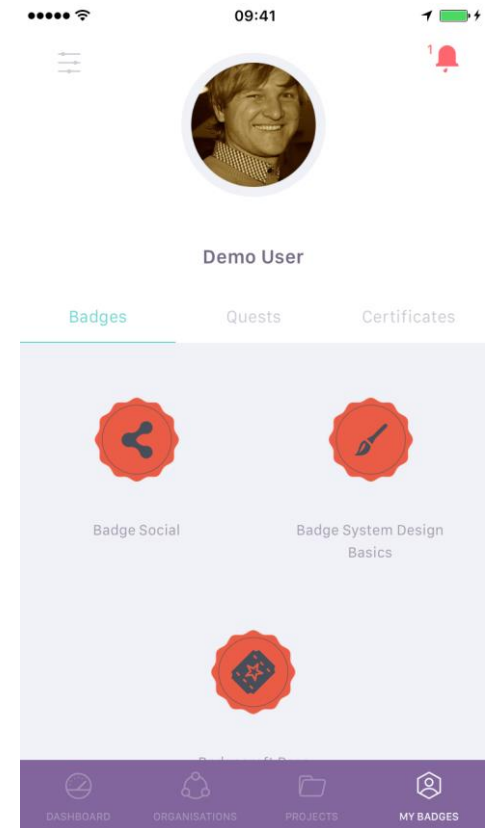 09:41
1
Demo User
Badges Quests Certificates
Badge Social
Badge System Design
Basics
DASHBOARD ORGANISATIONS PROJECTS MY BADGES